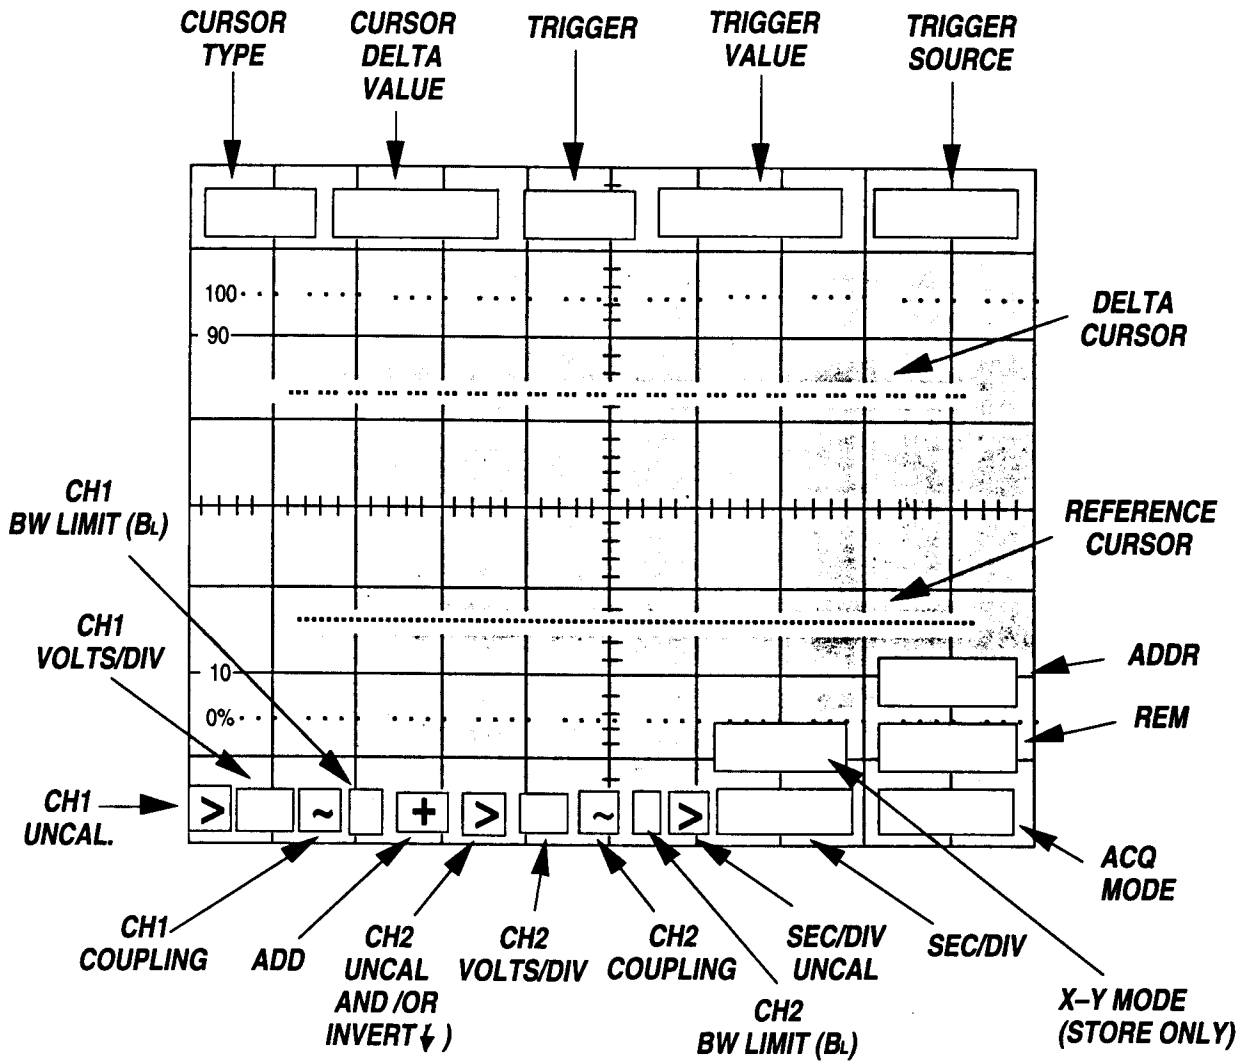 CURSOR
TYPE
CURSOR
DELTA
VALUE
TRIGGER
TRIGGER
VALUE
TRIGGER
SOURCE
100
90
DELTA
CURSOR
CH1
BW LIMIT (BL)
REFERENCE
CURSOR
CH1
VOLTS/DIV
10
ADDR
0%
REM
CH1
UNCAL.
> ~ + > ~ >
ACQ
MODE
CH1
COUPLING
ADD
CH2
UNCAL
AND /OR
INVERT ↓ )
CH2
VOLTS/DIV
CH2
COUPLING
CH2
BW LIMIT (BL)
SEC/DIV
UNCAL
SEC/DIV
X–Y MODE
(STORE ONLY)